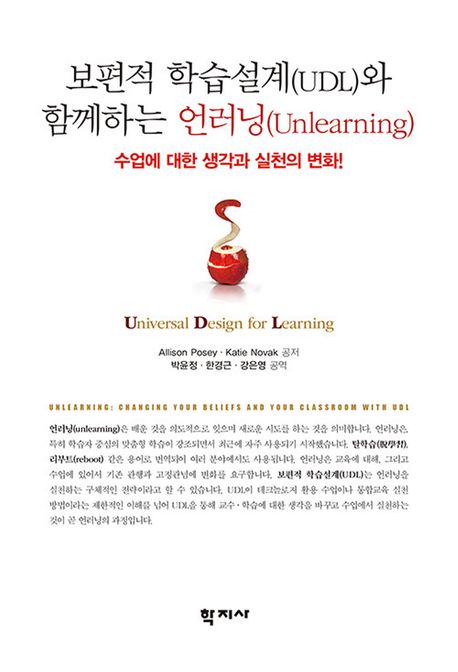 보편적 학습설계(UDL)와
함께하는 언러닝(Unlearning)
수업에 대한 생각과 실천의 변화!
Universal Design for Learning
Allison Posey · Katie Novak 공저
박윤정 · 한경근 · 강은영 공역
UNLEARNING: CHANGING YOUR BELIEFS AND YOUR CLASSROOM WITH UDL
언러닝(unlearning)은 배운 것을 의도적으로 잊으며 새로운 시도를 하는 것을 의미합니다. 언러닝은,
특히 학습자 중심의 맞춤형 학습이 강조되면서 최근에 자주 사용되기 시작했습니다. 탈학습(脫學習),
리부트(reboot) 같은 용어로 번역되어 여러 분야에서도 사용됩니다. 언러닝은 교육에 대해, 그리고
수업에 있어서 기존 관행과 고정관념에 변화를 요구합니다. 보편적 학습설계(UDL)는 언러닝을
실천하는 구체적인 전략이라고 할 수 있습니다. UDL이 테크놀로지 활용 수업이나 통합교육 실천
방법이라는 제한적인 이해를 넘어 UDL을 통해 교수 · 학습에 대한 생각을 바꾸고 수업에서 실천하는
것이 곧 언러닝의 과정입니다.
학지사